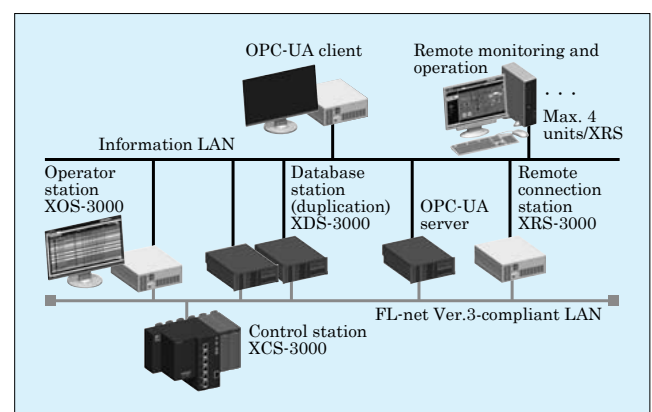 OPC-UA client
Remote monitoring and
operation
. . .
Max. 4
units/XRS
Information LAN
Operator
station
XOS-3000
Database
station
(duplication)
XDS-3000
OPC-UA
server
Remote
connection
station
XRS-3000
FL-net Ver.3-compliant LAN
Control station
XCS-3000